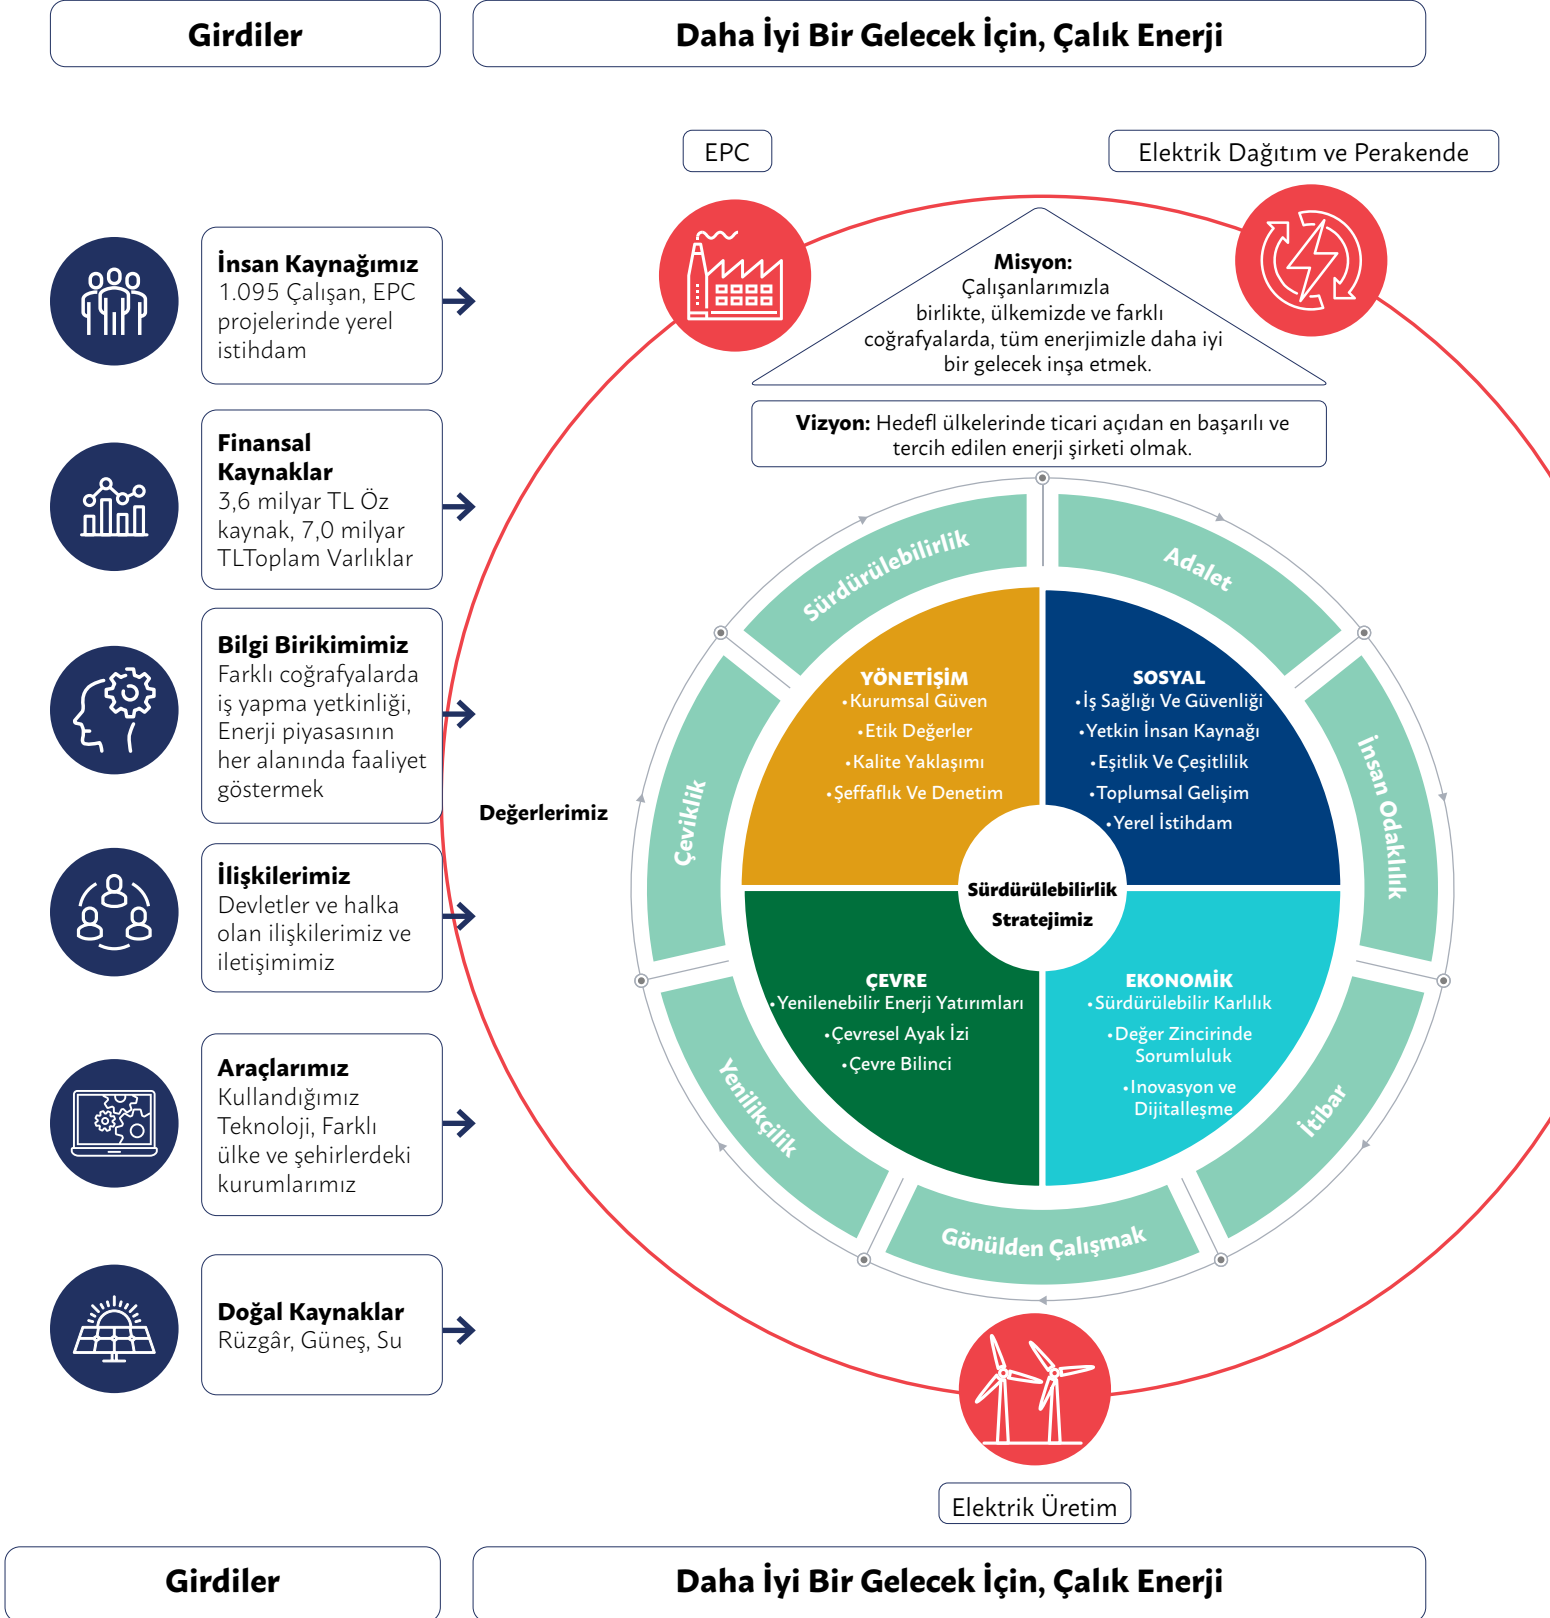 Girdiler
Daha İyi Bir Gelecek İçin, Çalık Enerji
EPC
Elektrik Dağıtım ve Perakende
İnsan Kaynağımız
1.095 Çalışan, EPC
projelerinde yerel
istihdam
Finansal
Kaynaklar
3,6 milyar TL Öz
kaynak, 7,0 milyar
TLToplam Varlıklar
Bilgi Birikimimiz
Farklı coğrafyalarda
iş yapma yetkinliği,
Enerji piyasasının
her alanında faaliyet
göstermek
İlişkilerimiz
Devletler ve halka
olan ilişkilerimiz ve
iletişimimiz
Araçlarımız
Kullandığımız
Teknoloji, Farklı
ülke ve şehirlerdeki
kurumlarımız
Doğal Kaynaklar
Rüzgâr, Güneş, Su
Misyon:
Çalışanlarımızla
birlikte, ülkemizde ve farklı
coğrafyalarda, tüm enerjimizle daha iyi
bir gelecek inşa etmek.
Vizyon: Hedefl ülkelerinde ticari açıdan en başarılı ve
tercih edilen enerji şirketi olmak.
Değerlerimiz
Sürdürülebilirlik
Adalet
İnsan Odaklılık
İtibar
Gönülden Çalışmak
Yenilikçilik
Çeviklik
YÖNETİŞİM
•Kurumsal Güven
•Etik Değerler
•Kalite Yaklaşımı
•Şeffaflık Ve Denetim
SOSYAL
•İş Sağlığı Ve Güvenliği
•Yetkin İnsan Kaynağı
•Eşitlik Ve Çeşitlilik
•Toplumsal Gelişim
•Yerel İstihdam
Sürdürülebilirlik
Stratejimiz
ÇEVRE
•Yenilenebilir Enerji Yatırımları
•Çevresel Ayak İzi
•Çevre Bilinci
EKONOMİK
•Sürdürülebilir Karlılık
•Değer Zincirinde
Sorumluluk
•Inovasyon ve
Dijitalleşme
Elektrik Üretim
Girdiler
Daha İyi Bir Gelecek İçin, Çalık Enerji